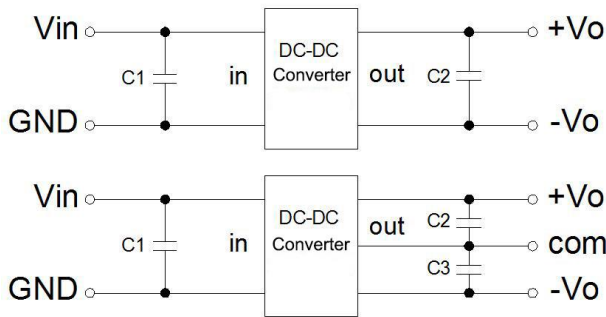 Vin
+Vo
DC-DC
Converter
C1
in
out
C2
GND
-Vo
Vin
+Vo
DC-DC
Converter
C1
in
out
C2
com
C3
GND
-Vo